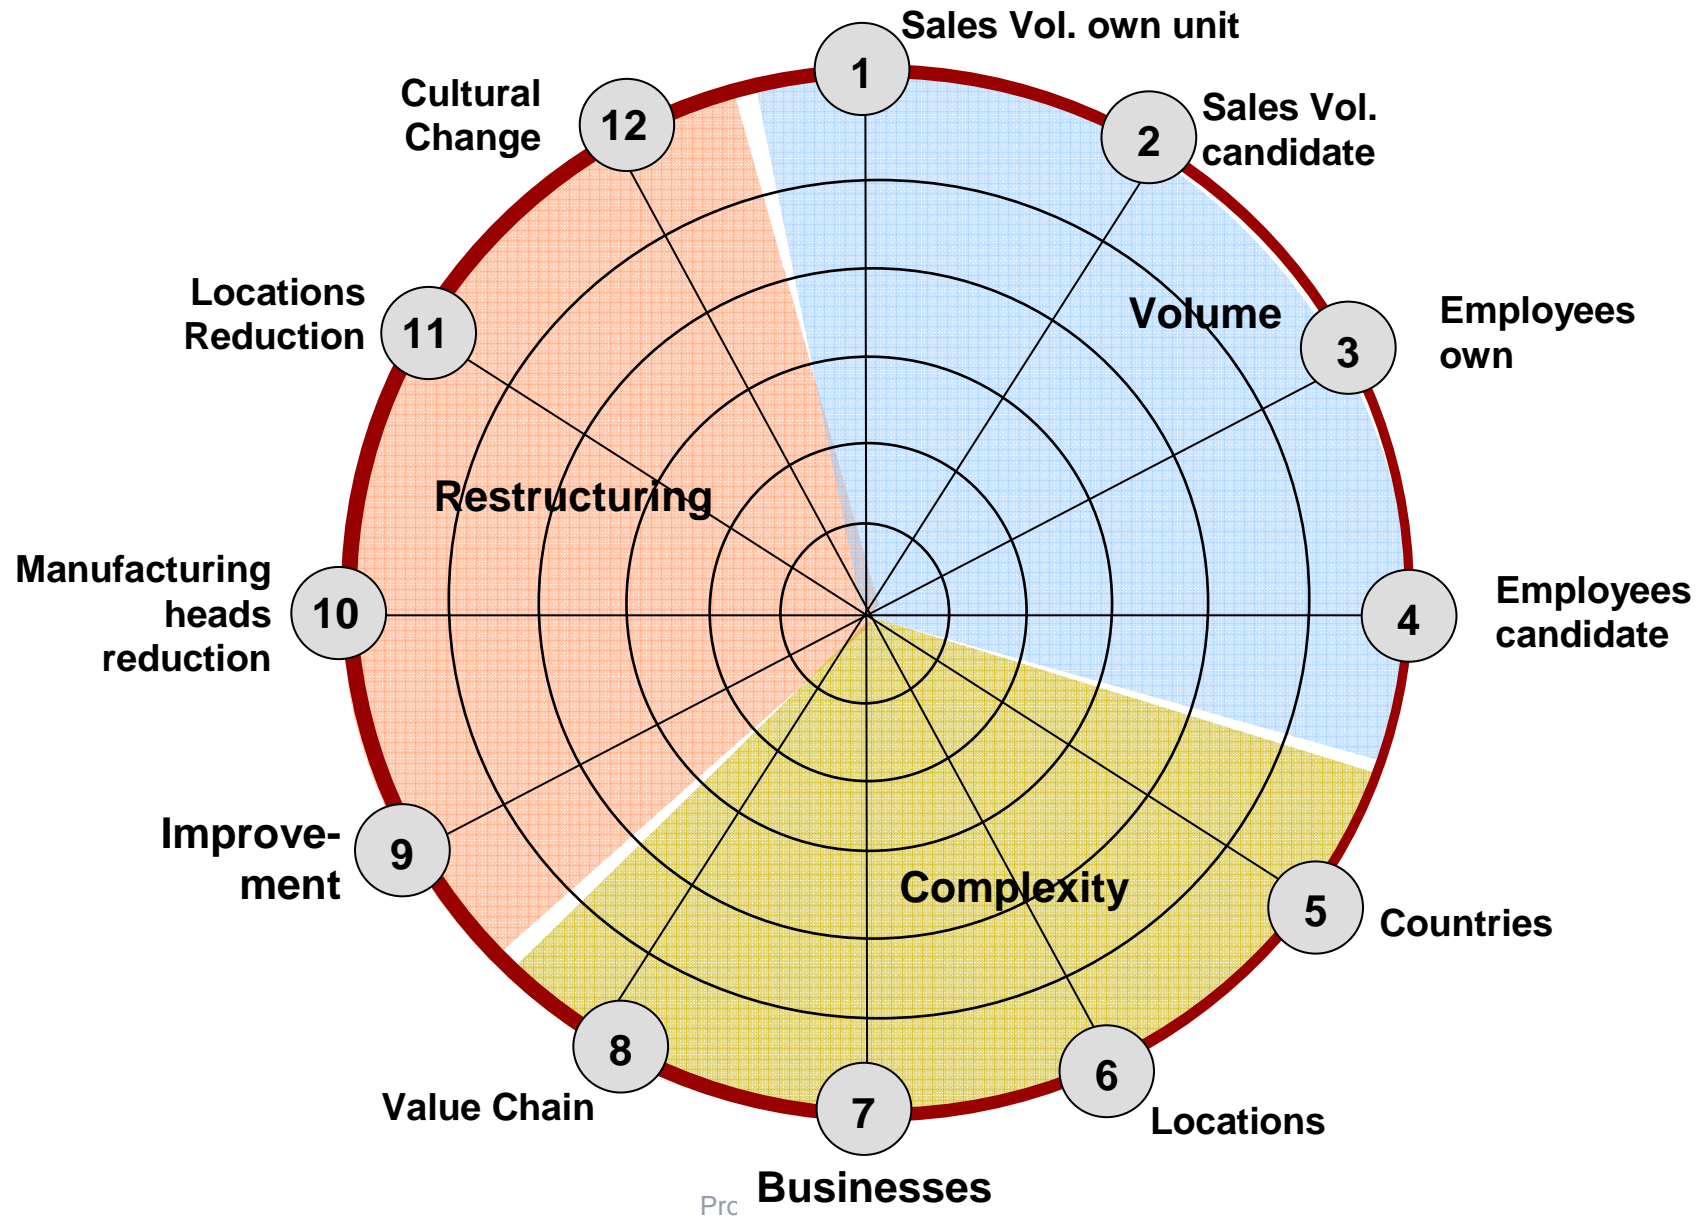 1
Sales Vol. own unit
2
Sales Vol.
candidate
3
Employees
own
4
Employees
candidate
5
Countries
6
Locations
7
Businesses
8
Value Chain
9
Improve-
ment
10
Manufacturing
heads
reduction
11
Locations
Reduction
12
Cultural
Change
Volume
Restructuring
Complexity